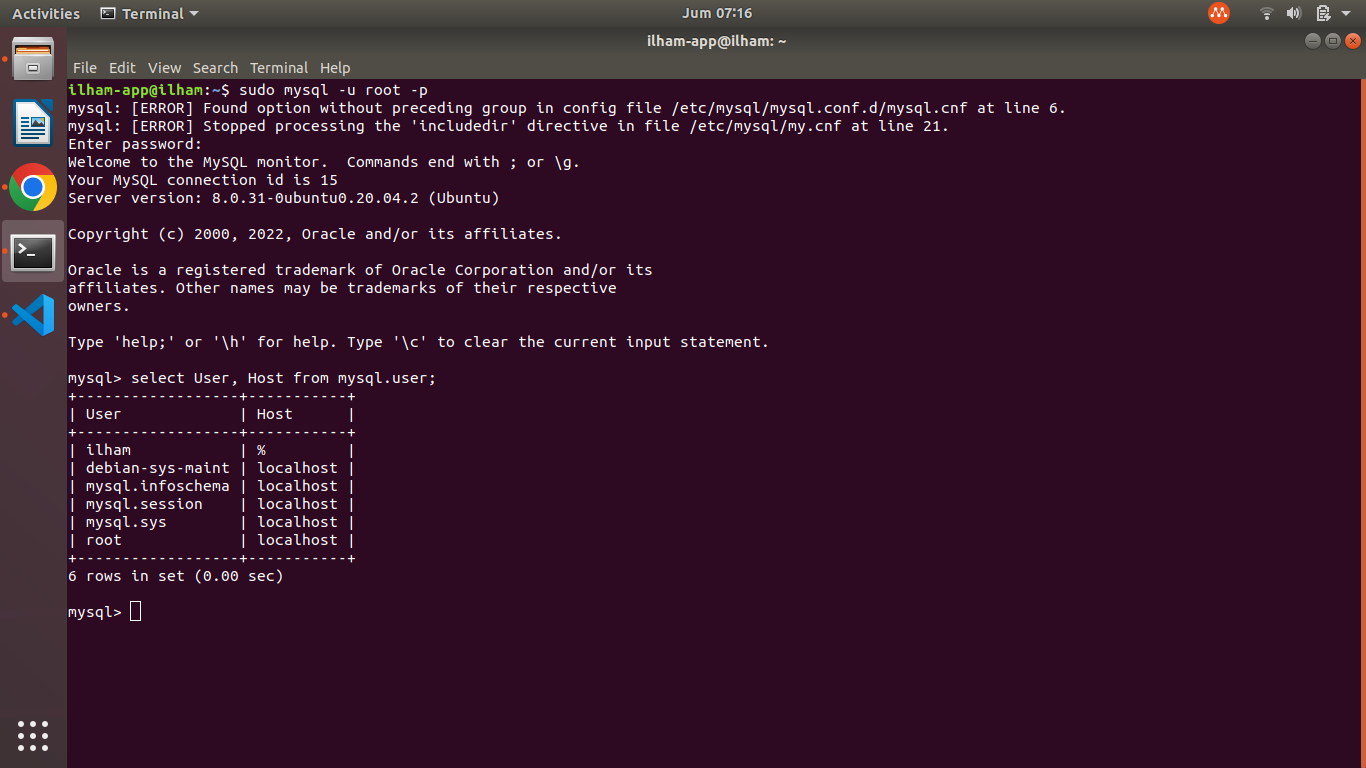 Activities Terminal Jum 07:16
ilham-app@ilham: ~
File Edit View Search Terminal Help
ilham-app@ilham:~$ sudo mysql -u root -p
mysql: [ERROR] Found option without preceding group in config file /etc/mysql/mysql.conf.d/mysql.cnf at line 6.
mysql: [ERROR] Stopped processing the 'includedir' directive in file /etc/mysql/my.cnf at line 21.
Enter password:
Welcome to the MySQL monitor.  Commands end with ; or \g.
Your MySQL connection id is 15
Server version: 8.0.31-0ubuntu0.20.04.2 (Ubuntu)
Copyright (c) 2000, 2022, Oracle and/or its affiliates.
Oracle is a registered trademark of Oracle Corporation and/or its
affiliates. Other names may be trademarks of their respective
owners.
Type 'help;' or '\h' for help. Type '\c' to clear the current input statement.
mysql> select User, Host from mysql.user;
+------------------+-----------+
| User             | Host      |
+------------------+-----------+
| ilham            | %         |
| debian-sys-maint | localhost |
| mysql.infoschema | localhost |
| mysql.session    | localhost |
| mysql.sys        | localhost |
| root             | localhost |
+------------------+-----------+
6 rows in set (0.00 sec)
mysql>